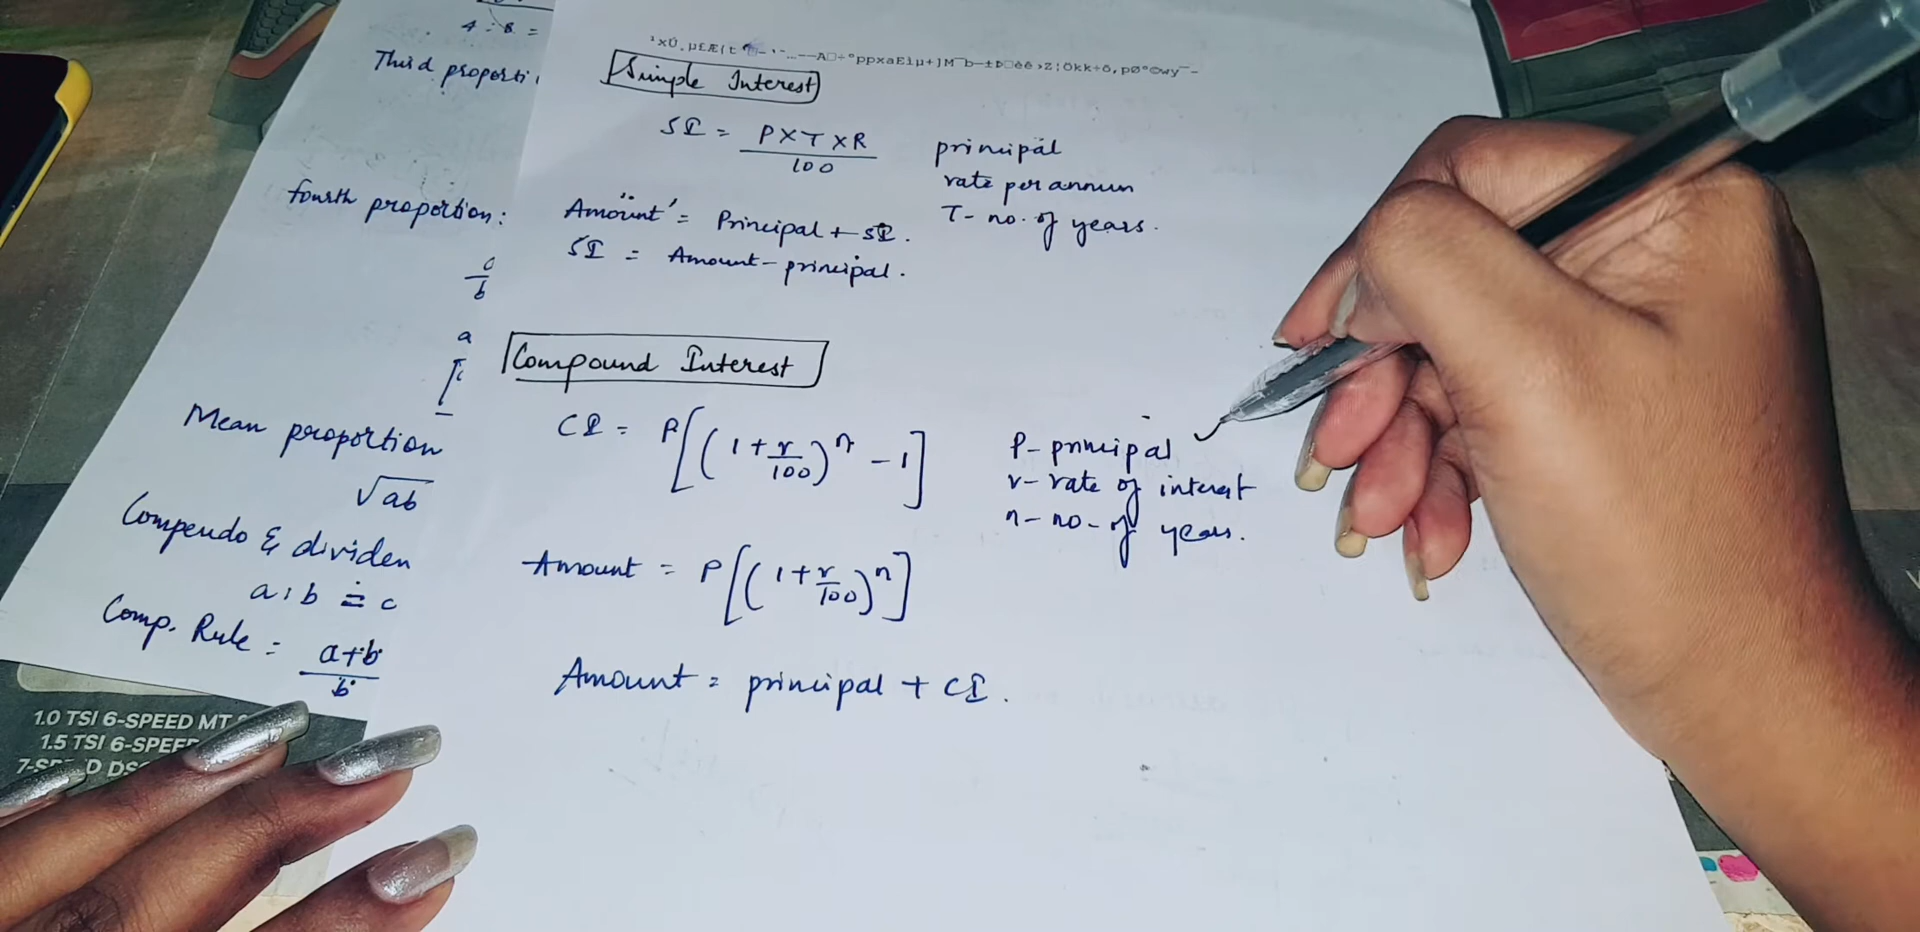 4 : 8 =
Third proporti
fourth proportion:
c
b
a
Mean proportion
√ab
Compendo & dividen
a : b = c
Comp. Rule = a+b
b
1.0 TSI 6-SPEED MT
1.5 TSI 6-SPEED
Simple Interest
SI = P×T×R
100
principal
rate per annum
T- no. of years.
Amount = Principal + SI.
SI = Amount - principal.
Compound Interest
CI = P[(1+r/100)^n -1]
P- principal
r- rate of interest
n- no- of years.
Amount = P[(1+r/100)^n]
Amount = principal + CI.